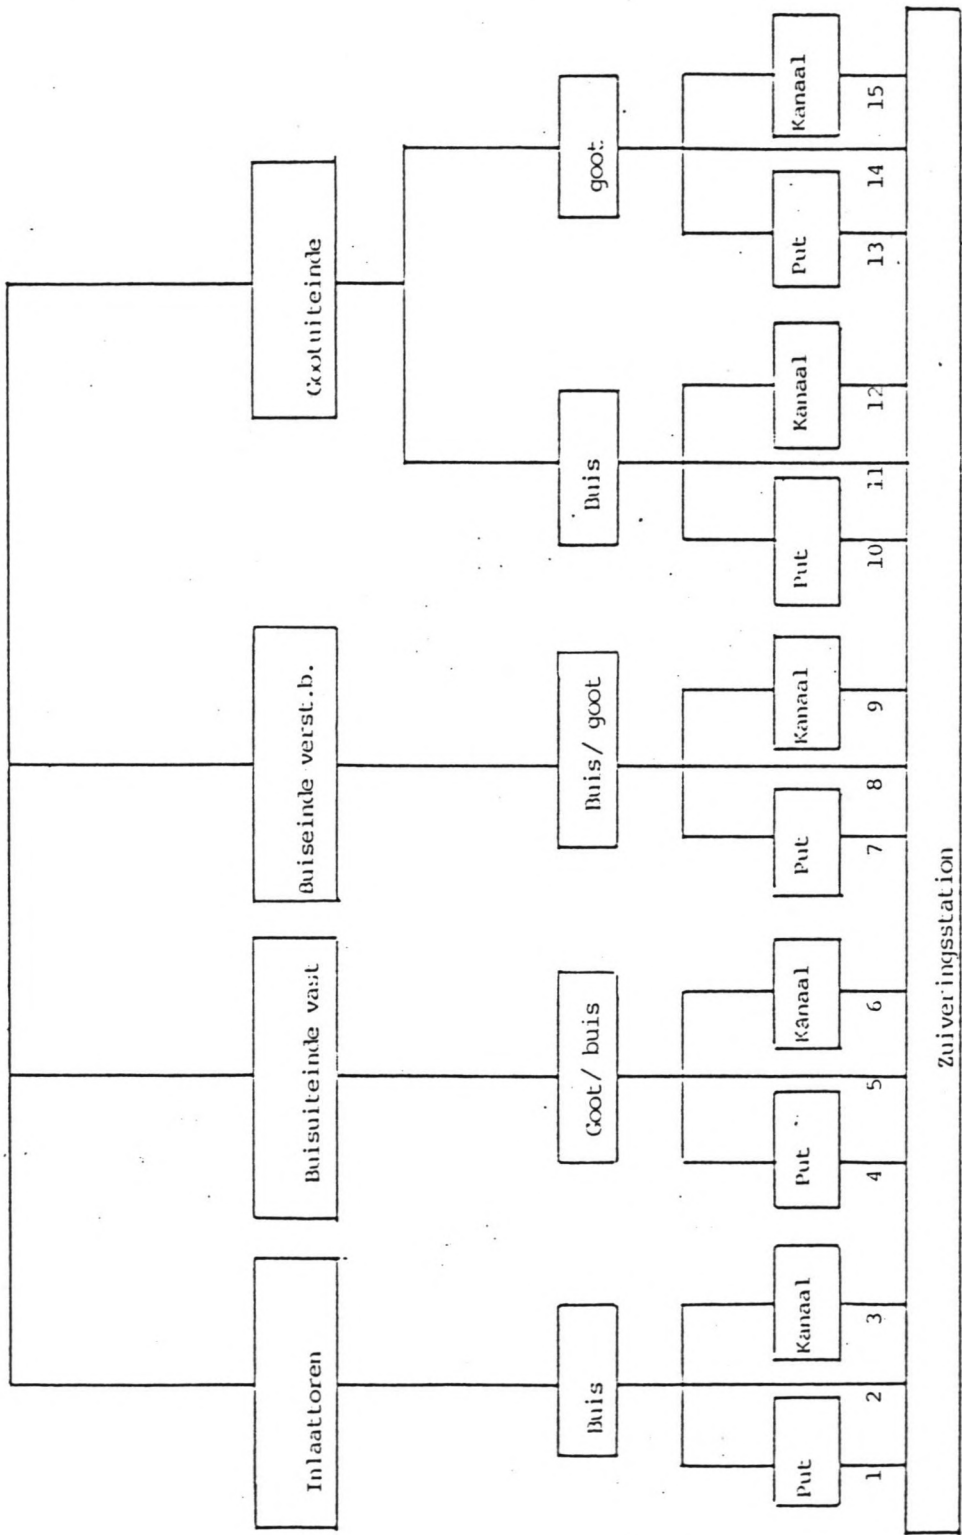 Inlaattoren
Buisuiteinde vast
Buiseinde verst.b.
Gootuiteinde
Buis
Goot/ buis
Buis/ goot
Buis
goot
Put
Kanaal
Put
Kanaal
Put
Kanaal
Put
Kanaal
Put
Kanaal
1
2
3
4
5
6
7
8
9
10
11
12
13
14
15
Zuiveringsstation